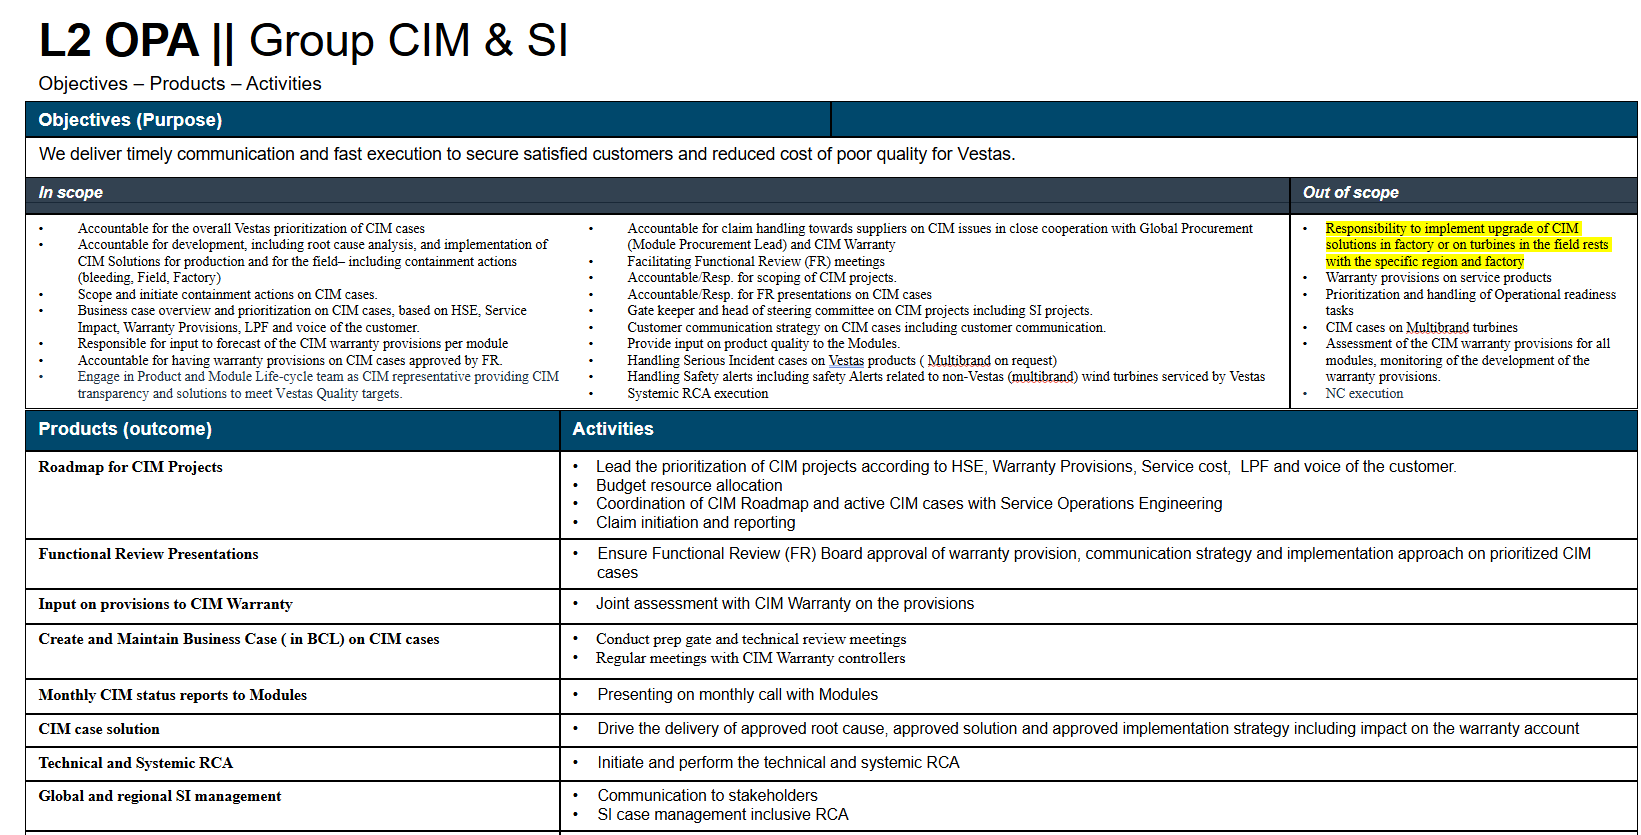 L2 OPA || Group CIM & SI
Objectives – Products – Activities
Objectives (Purpose)
We deliver timely communication and fast execution to secure satisfied customers and reduced cost of poor quality for Vestas.
In scope
• Accountable for the overall Vestas prioritization of CIM cases
• Accountable for development, including root cause analysis, and implementation of
CIM Solutions for production and for the field– including containment actions
(bleeding, Field, Factory)
• Scope and initiate containment actions on CIM cases.
• Business case overview and prioritization on CIM cases, based on HSE, Service
Impact, Warranty Provisions, LPF and voice of the customer.
• Responsible for input to forecast of the CIM warranty provisions per module
• Accountable for having warranty provisions on CIM cases approved by FR.
• Engage in Product and Module Life-cycle team as CIM representative providing CIM
transparency and solutions to meet Vestas Quality targets.
• Accountable for claim handling towards suppliers on CIM issues in close cooperation with Global Procurement
(Module Procurement Lead) and CIM Warranty
• Facilitating Functional Review (FR) meetings
• Accountable/Resp. for scoping of CIM projects.
• Accountable/Resp. for FR presentations on CIM cases
• Gate keeper and head of steering committee on CIM projects including SI projects.
• Customer communication strategy on CIM cases including customer communication.
• Provide input on product quality to the Modules.
• Handling Serious Incident cases on Vestas products ( Multibrand on request)
• Handling Safety alerts including safety Alerts related to non-Vestas (multibrand) wind turbines serviced by Vestas
• Systemic RCA execution
Out of scope
• Responsibility to implement upgrade of CIM
solutions in factory or on turbines in the field rests
with the specific region and factory
• Warranty provisions on service products
• Prioritization and handling of Operational readiness
tasks
• CIM cases on Multibrand turbines
• Assessment of the CIM warranty provisions for all
modules, monitoring of the development of the
warranty provisions.
• NC execution
Products (outcome)
Activities
Roadmap for CIM Projects
• Lead the prioritization of CIM projects according to HSE, Warranty Provisions, Service cost,  LPF and voice of the customer.
• Budget resource allocation
• Coordination of CIM Roadmap and active CIM cases with Service Operations Engineering
• Claim initiation and reporting
Functional Review Presentations
• Ensure Functional Review (FR) Board approval of warranty provision, communication strategy and implementation approach on prioritized CIM
cases
Input on provisions to CIM Warranty
• Joint assessment with CIM Warranty on the provisions
Create and Maintain Business Case ( in BCL) on CIM cases
• Conduct prep gate and technical review meetings
• Regular meetings with CIM Warranty controllers
Monthly CIM status reports to Modules
• Presenting on monthly call with Modules
CIM case solution
• Drive the delivery of approved root cause, approved solution and approved implementation strategy including impact on the warranty account
Technical and Systemic RCA
• Initiate and perform the technical and systemic RCA
Global and regional SI management
• Communication to stakeholders
• SI case management inclusive RCA